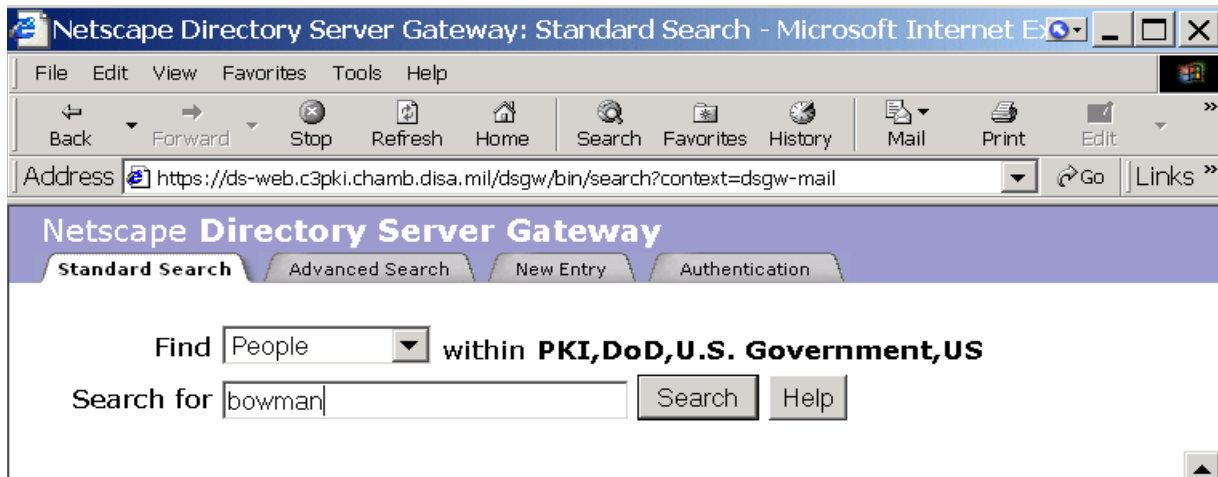 Netscape Directory Server Gateway: Standard Search - Microsoft Internet Ex
File Edit View Favorites Tools Help
Back Forward Stop Refresh Home Search Favorites History Mail Print Edit »
Address https://ds-web.c3pki.chamb.disa.mil/dsgw/bin/search?context=dsgw-mail Go Links »
Netscape Directory Server Gateway
Standard Search Advanced Search New Entry Authentication
Find People within PKI,DoD,U.S. Government,US
Search for bowman Search Help